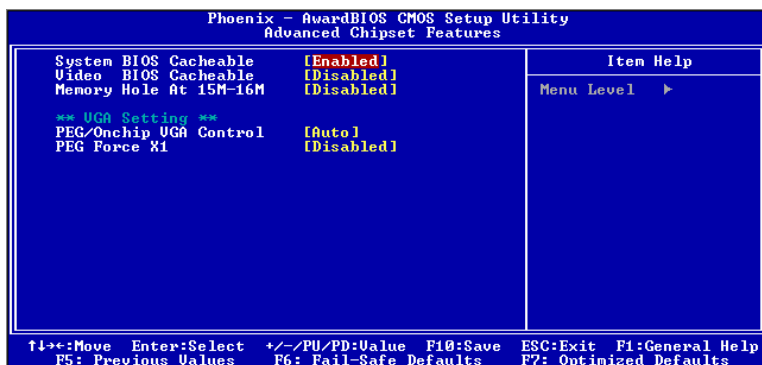 Phoenix - AwardBIOS CMOS Setup Utility
Advanced Chipset Features
System BIOS Cacheable [Enabled]
Video BIOS Cacheable [Disabled]
Memory Hole At 15M-16M [Disabled]
** VGA Setting **
PEG/Onchip VGA Control [Auto]
PEG Force X1 [Disabled]
Item Help
Menu Level ▶
↑↓→←:Move Enter:Select +/-/PU/PD:Value F10:Save ESC:Exit F1:General Help
F5: Previous Values F6: Fail-Safe Defaults F7: Optimized Defaults